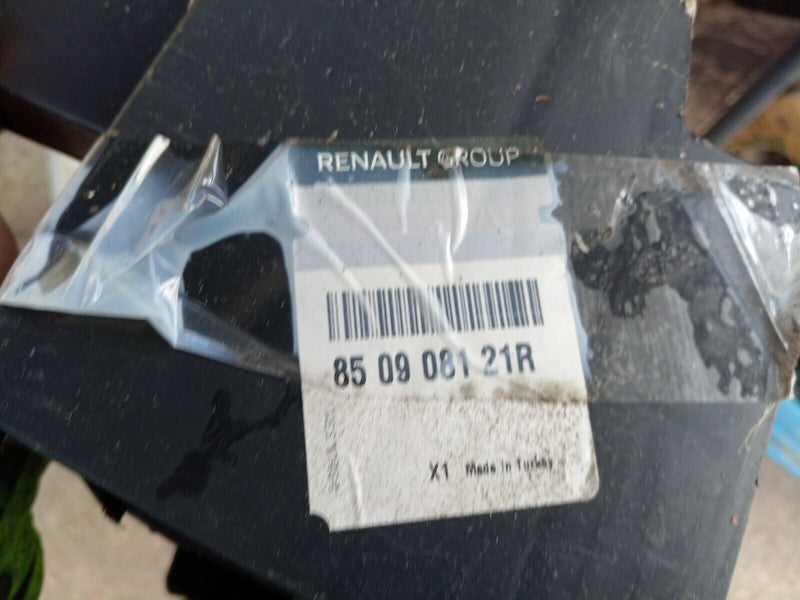 RENAULT GROUP
85 09 081 21R
X1 Made in Turkey